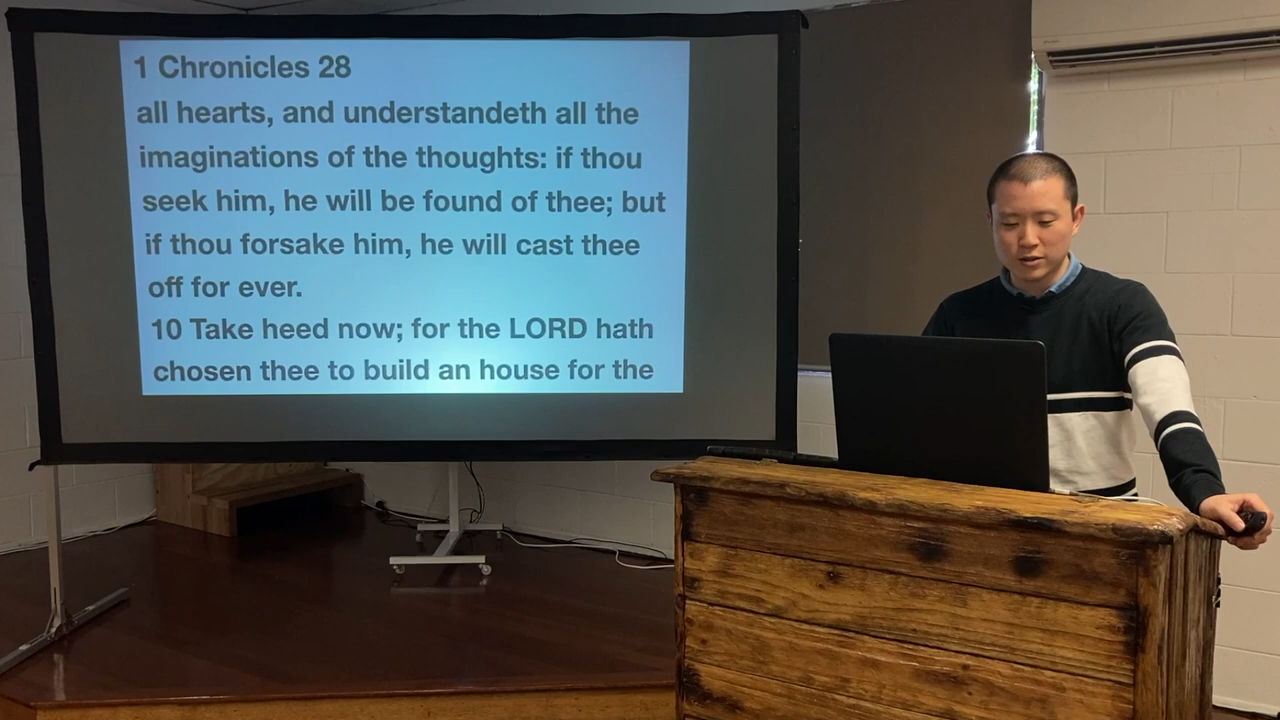 1 Chronicles 28
all hearts, and understandeth all the
imaginations of the thoughts: if thou
seek him, he will be found of thee; but
if thou forsake him, he will cast thee
off for ever.
10 Take heed now; for the LORD hath
chosen thee to build an house for the